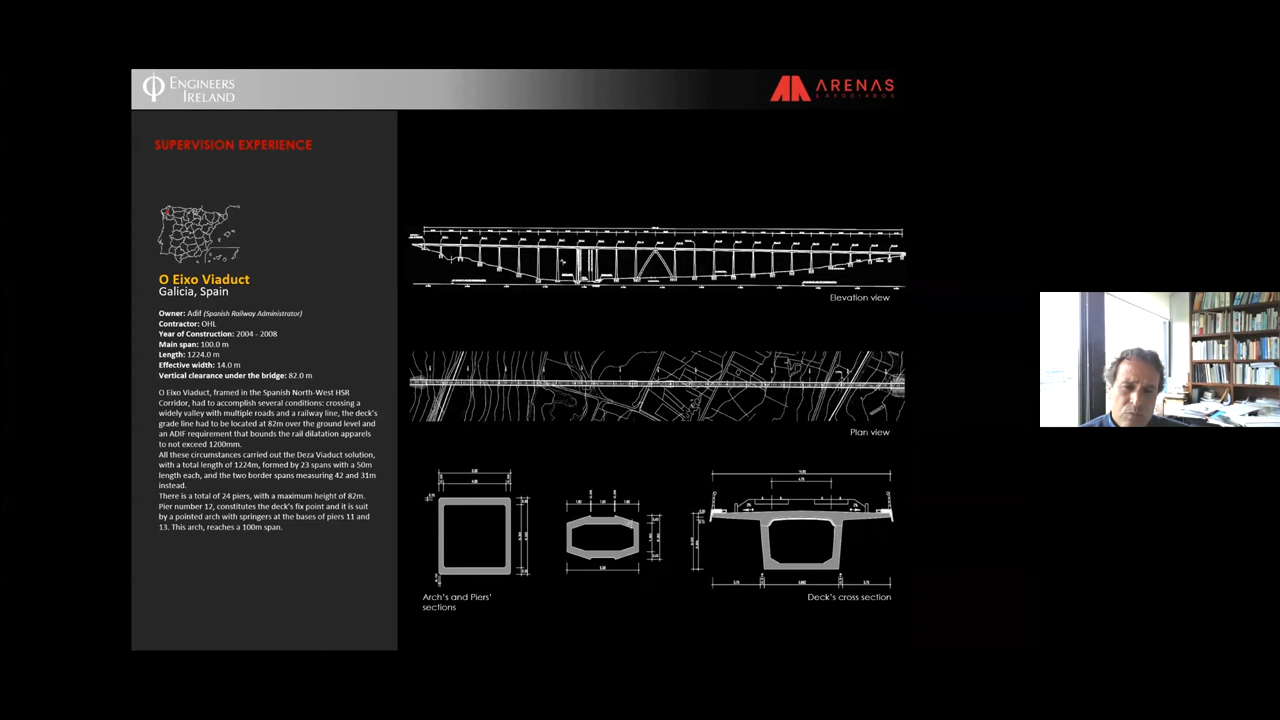 ENGINEERS
IRELAND
ARENAS
& ASOCIADOS
SUPERVISION EXPERIENCE
O Eixo Viaduct
Galicia, Spain
Owner: Adif (Spanish Railway Administrator)
Contractor: OHL
Year of Construction: 2004 - 2008
Main span: 100.0 m
Length: 1224.0 m
Effective width: 14.0 m
Vertical clearance under the bridge: 82.0 m
O Eixo Viaduct, framed in the Spanish North-West HSR
Corridor, had to accomplish several conditions: crossing a
widely valley with multiple roads and a railway line, the deck's
grade line had to be located at 82m over the ground level and
an ADIF requirement that bounds the rail dilatation apparels
to not exceed 1200mm.
All these circumstances carried out the Deza Viaduct solution,
with a total length of 1224m, formed by 23 spans with a 50m
length each, and the two border spans measuring 42 and 31m
instead.
There is a total of 24 piers, with a maximum height of 82m.
Pier number 12, constitutes the deck's fix point and it is suit
by a pointed arch with springers at the bases of piers 11 and
13. This arch, reaches a 100m span.
Elevation view
Plan view
Arch's and Piers'
sections
Deck's cross section